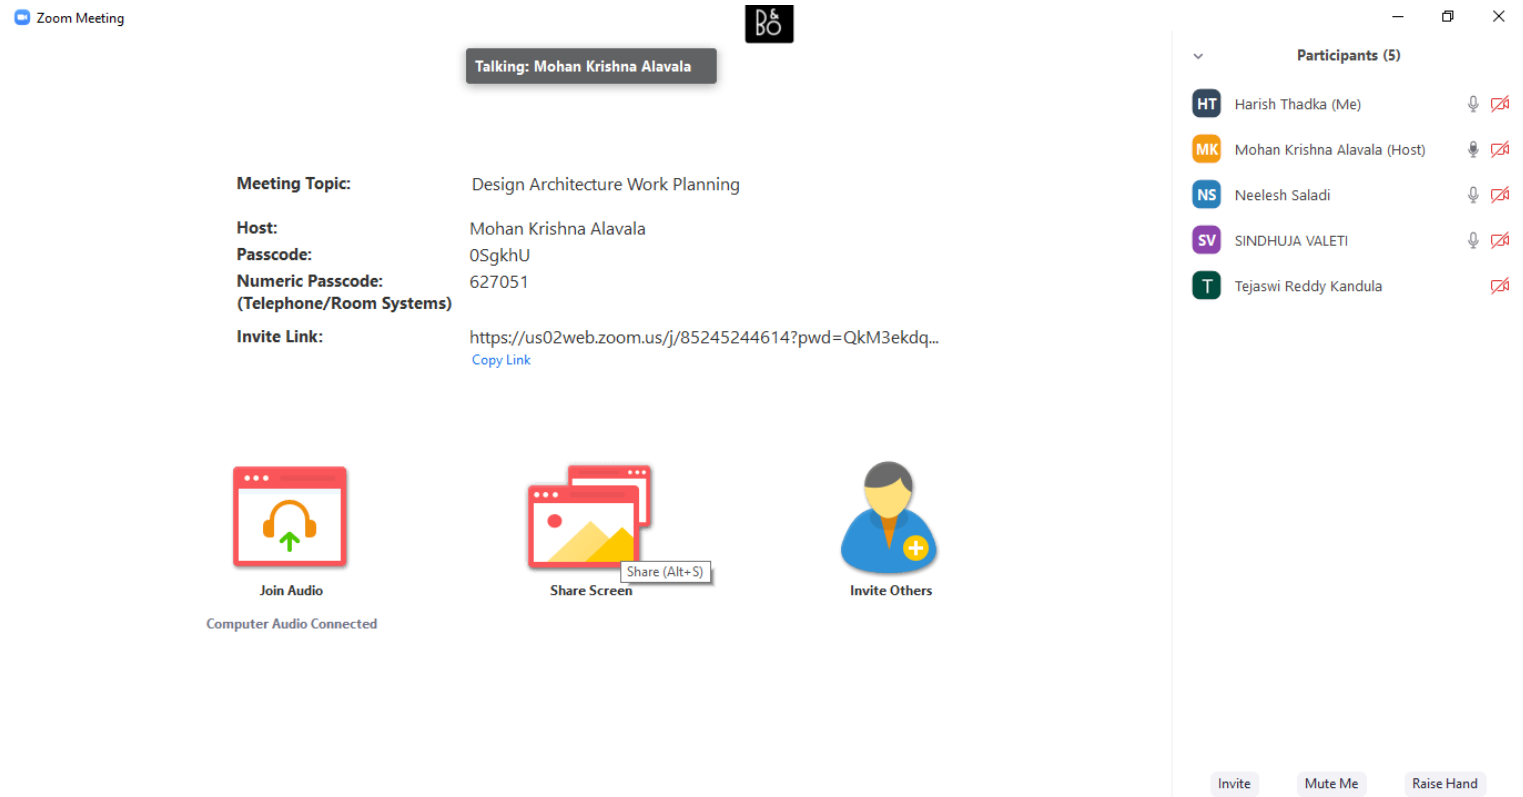 Zoom Meeting
B&O
Talking: Mohan Krishna Alavala
Meeting Topic: Design Architecture Work Planning
Host: Mohan Krishna Alavala
Passcode: 0SgkhU
Numeric Passcode: 627051
(Telephone/Room Systems)
Invite Link: https://us02web.zoom.us/j/85245244614?pwd=QkM3ekdq...
Copy Link
Join Audio
Computer Audio Connected
Share (Alt+S)
Share Screen
Invite Others
Participants (5)
HT Harish Thadka (Me)
MK Mohan Krishna Alavala (Host)
NS Neelesh Saladi
SV SINDHUJA VALETI
T Tejaswi Reddy Kandula
Invite Mute Me Raise Hand